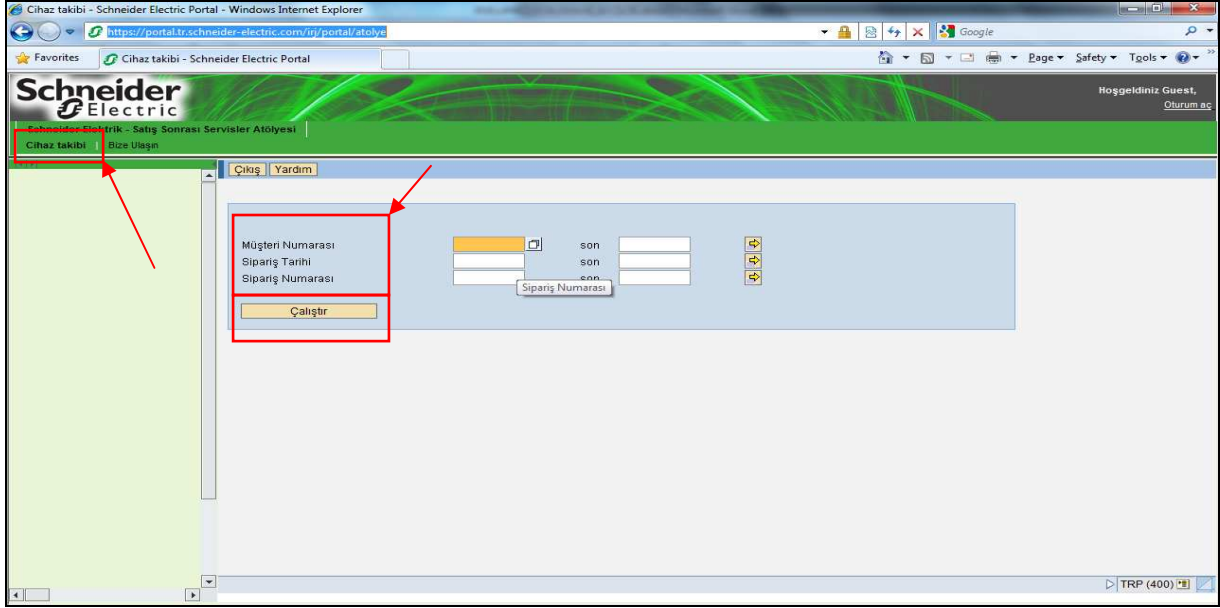 Cihaz takibi - Schneider Electric Portal - Windows Internet Explorer
https://portal.tr.schneider-electric.com/irj/portal/atolye
Google
Favorites
Cihaz takibi - Schneider Electric Portal
Page
Safety
Tools
Schneider
Electric
Hoşgeldiniz Guest,
Oturum aç
Schneider Elektrik - Satış Sonrası Servisler Atölyesi
Cihaz takibi | Bize Ulaşın
Çıkış Yardım
Müşteri Numarası son
Sipariş Tarihi son
Sipariş Numarası son
Sipariş Numarası
Çalıştır
TRP (400)